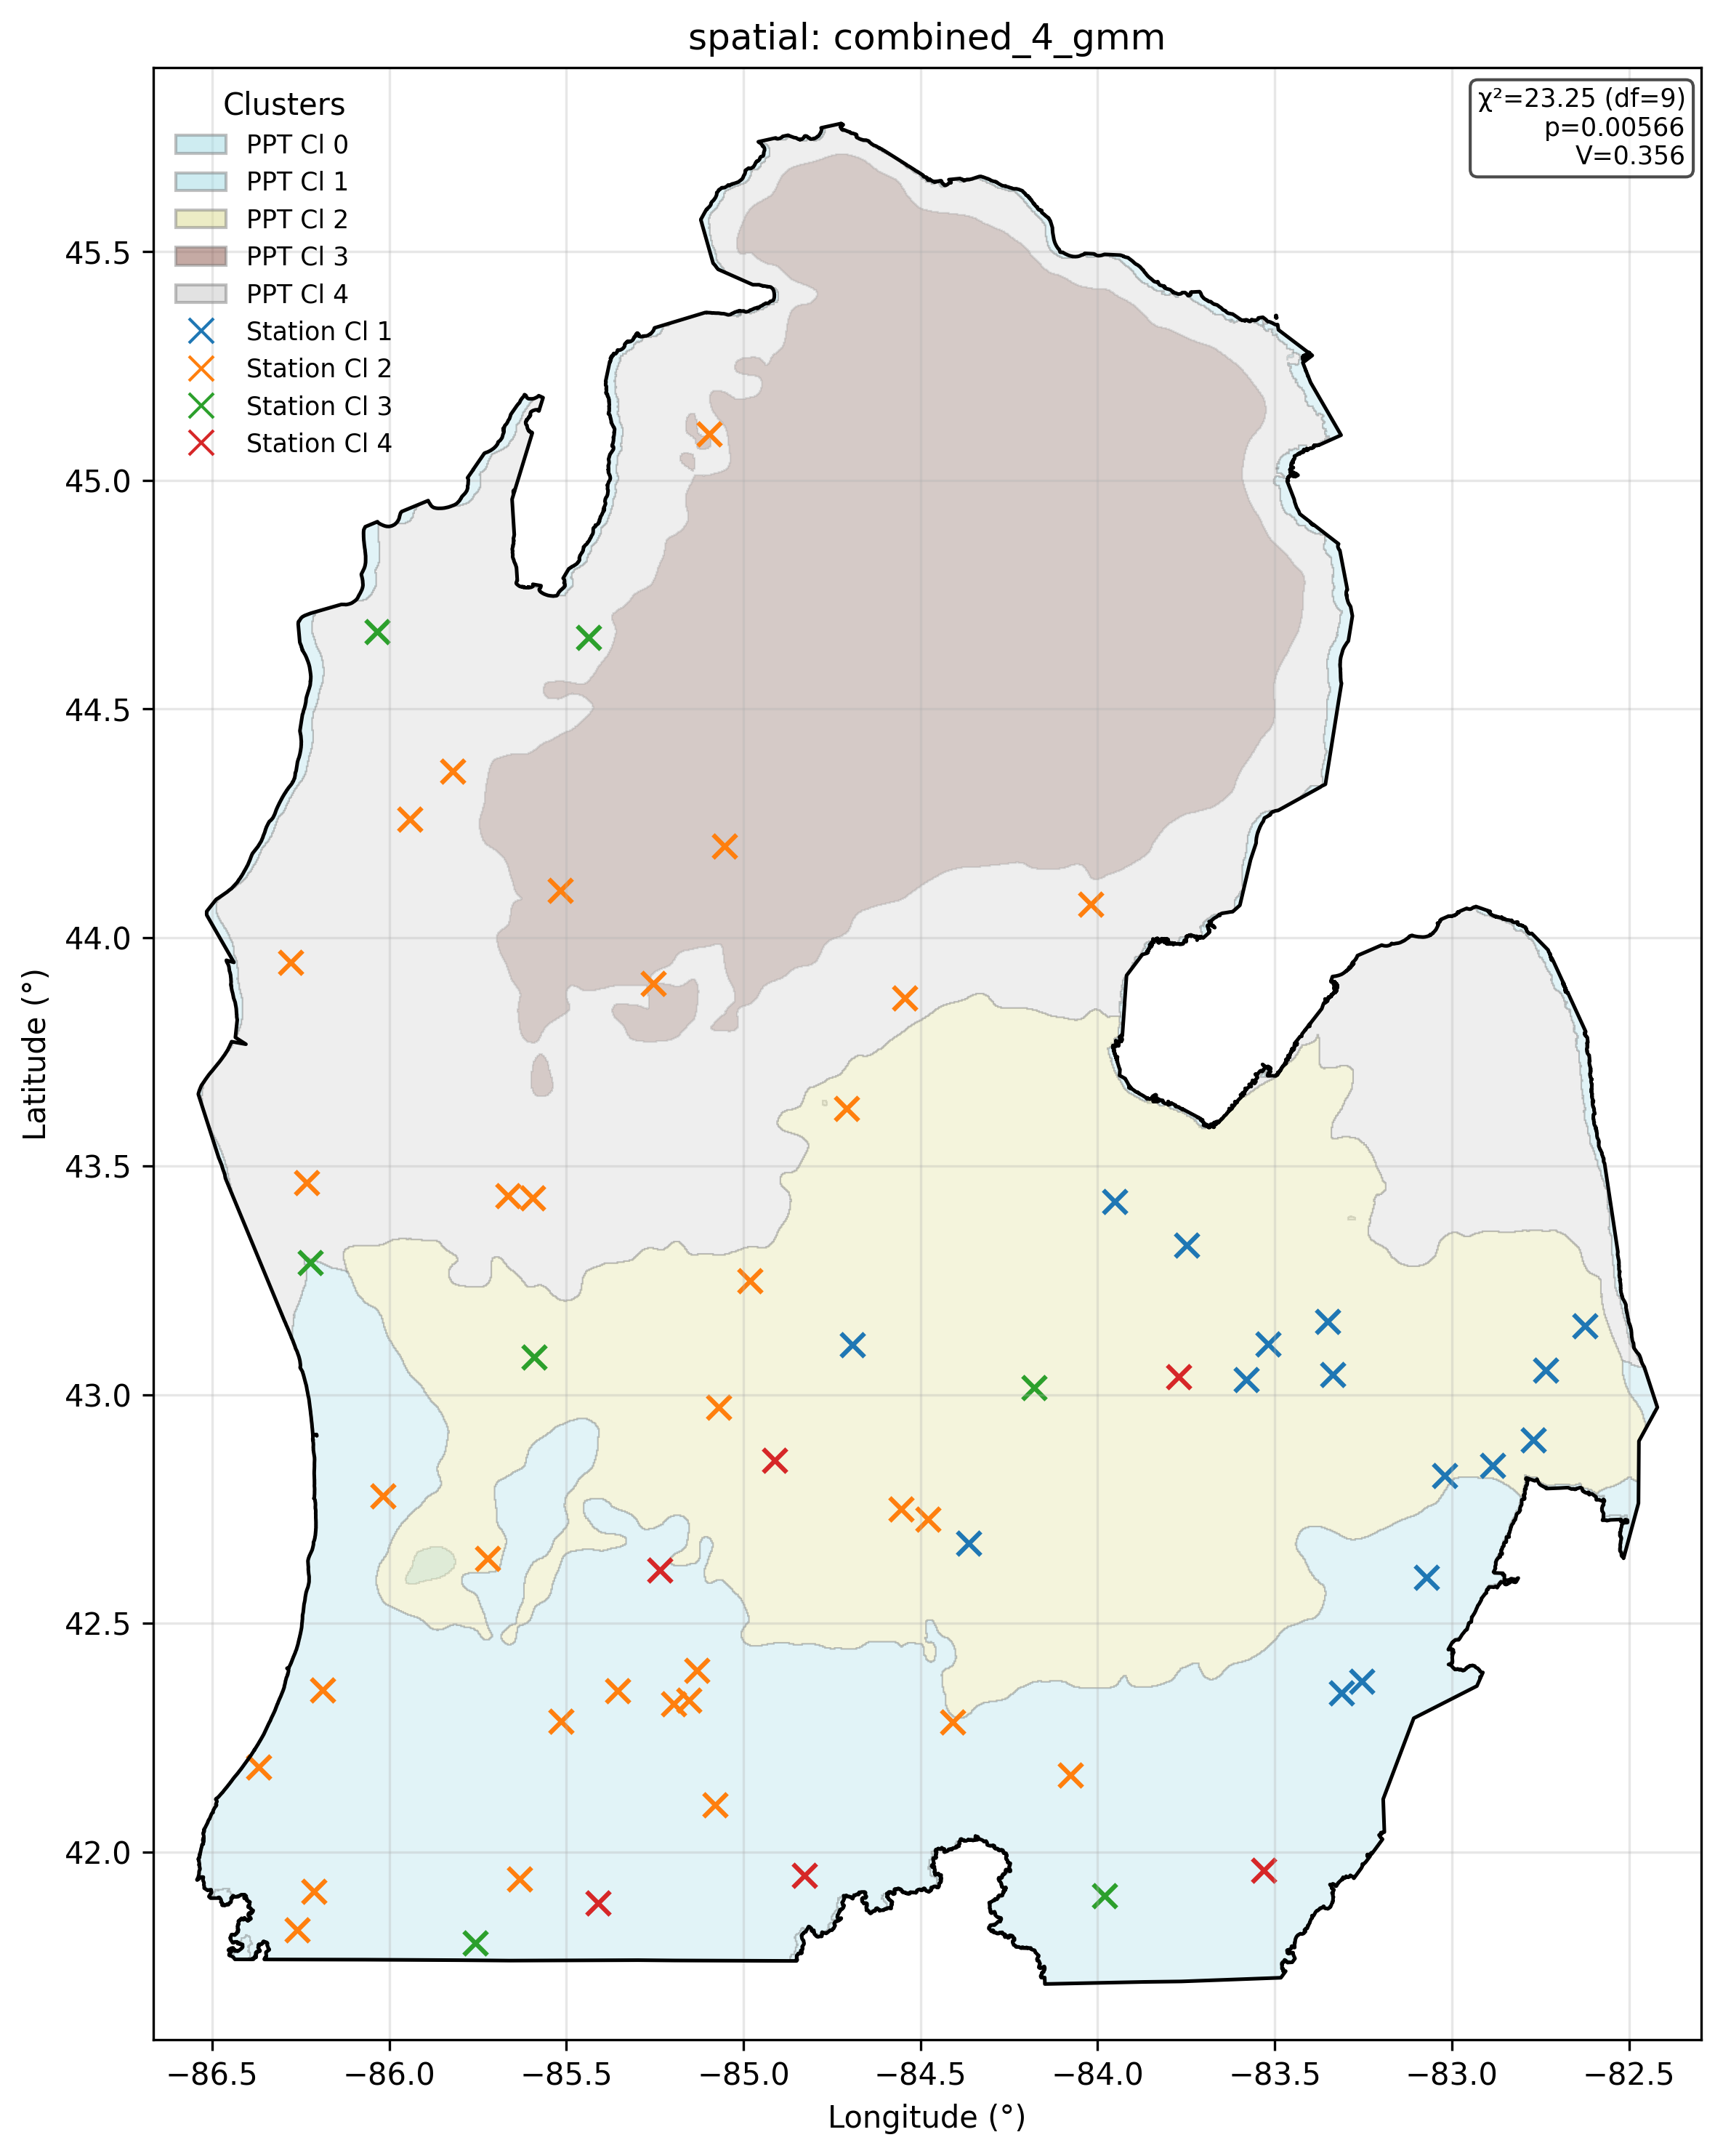 spatial: combined_4_gmm
Clusters
PPT Cl 0
PPT Cl 1
PPT Cl 2
PPT Cl 3
PPT Cl 4
Station Cl 1
Station Cl 2
Station Cl 3
Station Cl 4
χ²=23.25 (df=9)
p=0.00566
V=0.356
45.5
45.0
44.5
44.0
43.5
43.0
42.5
42.0
Latitude (°)
−86.5 −86.0 −85.5 −85.0 −84.5 −84.0 −83.5 −83.0 −82.5
Longitude (°)